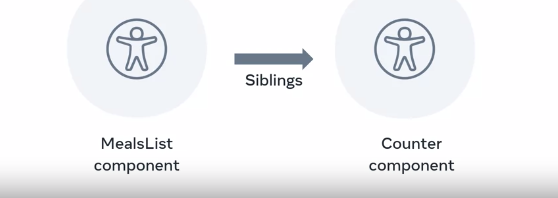 Siblings
MealsList
component
Counter
component